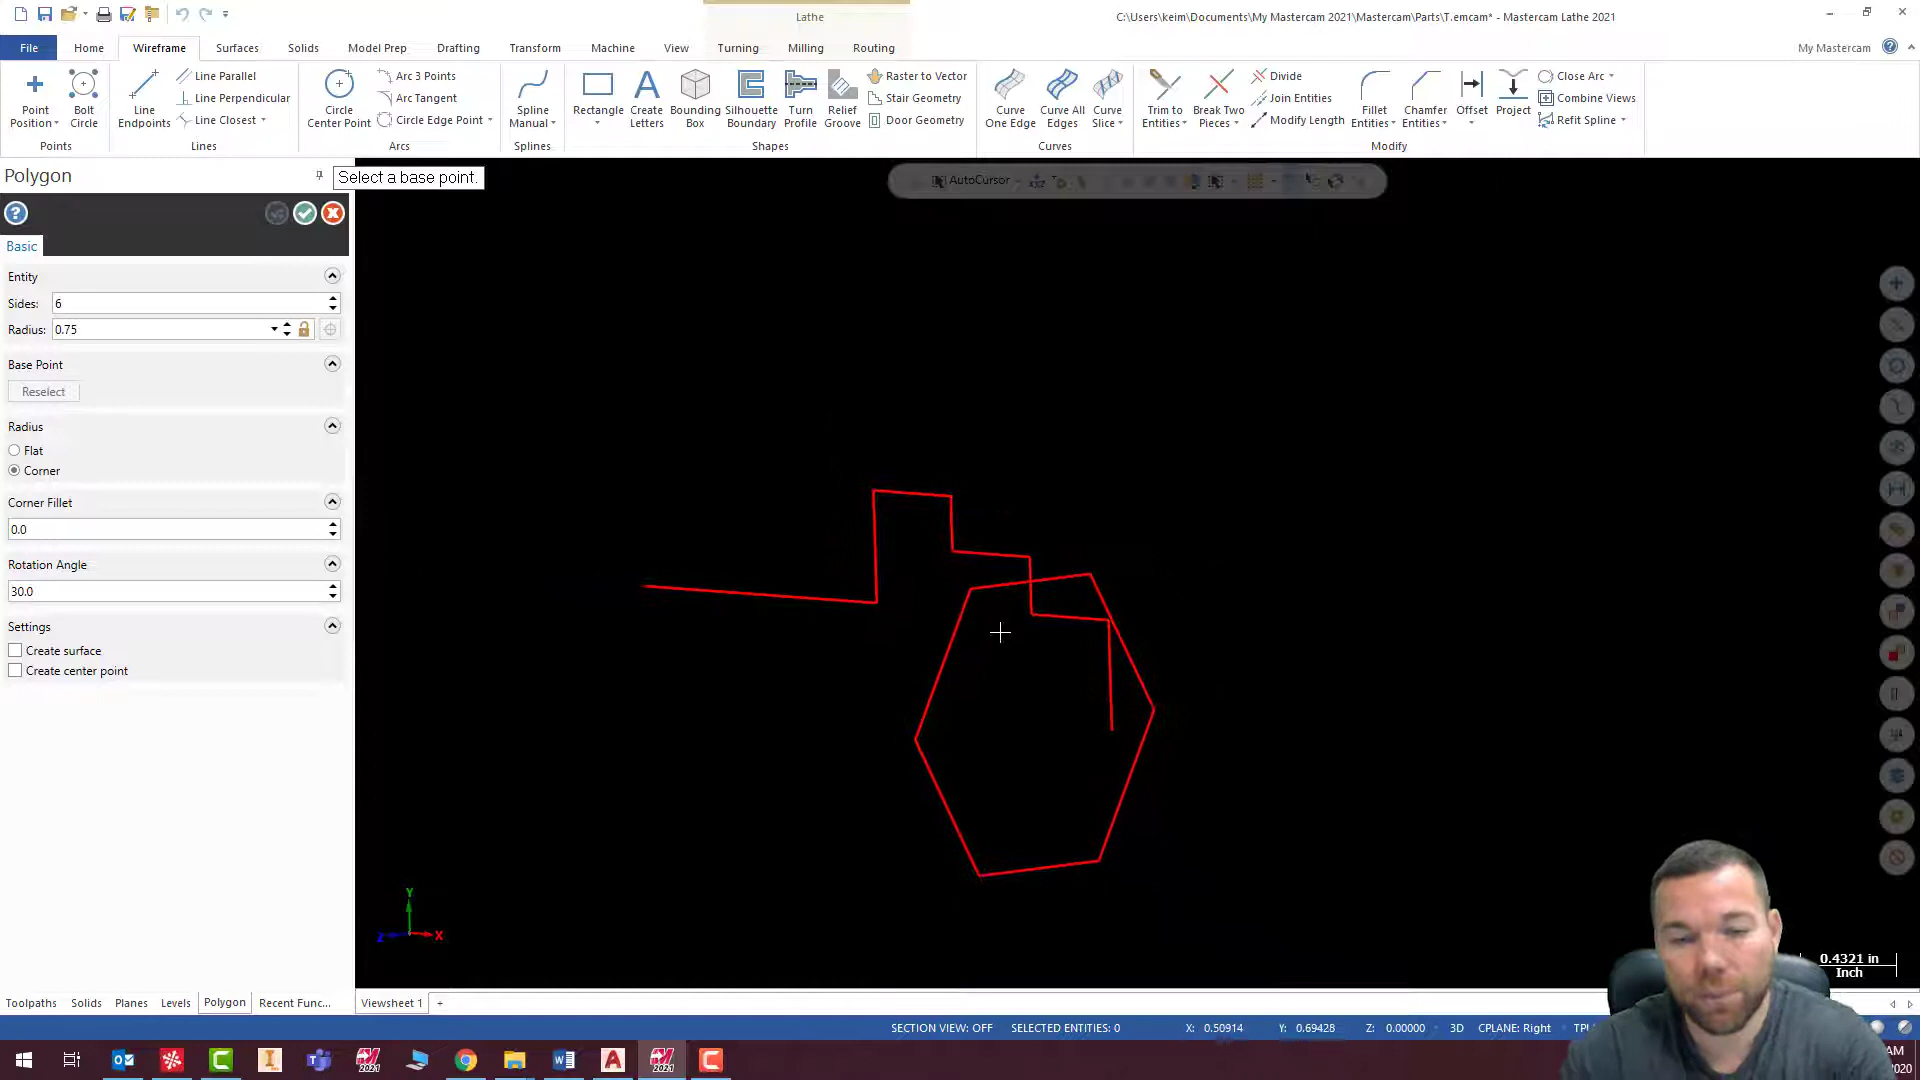 Lathe
C:\Users\keim\Documents\My Mastercam 2021\Mastercam\Parts\T.emcam* - Mastercam Lathe 2021
File Home Wireframe Surfaces Solids Model Prep Drafting Transform Machine View Turning Milling Routing My Mastercam
Point Position
Bolt Circle
Points
Line Endpoints
Line Parallel
Line Perpendicular
Line Closest
Lines
Circle Center Point
Arc 3 Points
Arc Tangent
Circle Edge Point
Arcs
Spline Manual
Splines
Rectangle
Create Letters
Bounding Box
Silhouette Boundary
Turn Profile
Relief Groove
Raster to Vector
Stair Geometry
Door Geometry
Shapes
Curve One Edge
Curve All Edges
Curve Slice
Curves
Trim to Entities
Break Two Pieces
Divide
Join Entities
Modify Length
Fillet Entities
Chamfer Entities
Offset
Project
Close Arc
Combine Views
Refit Spline
Modify
Polygon
Select a base point.
AutoCursor
Basic
Entity
Sides: 6
Radius: 0.75
Base Point
Reselect
Radius
Flat
Corner
Corner Fillet
0.0
Rotation Angle
30.0
Settings
Create surface
Create center point
Y
Z X
0.4321 in
Inch
Toolpaths Solids Planes Levels Polygon Recent Func...
Viewsheet 1 +
SECTION VIEW: OFF SELECTED ENTITIES: 0 X: 0.50914 Y: 0.69428 Z: 0.00000 3D CPLANE: Right
AM
2020